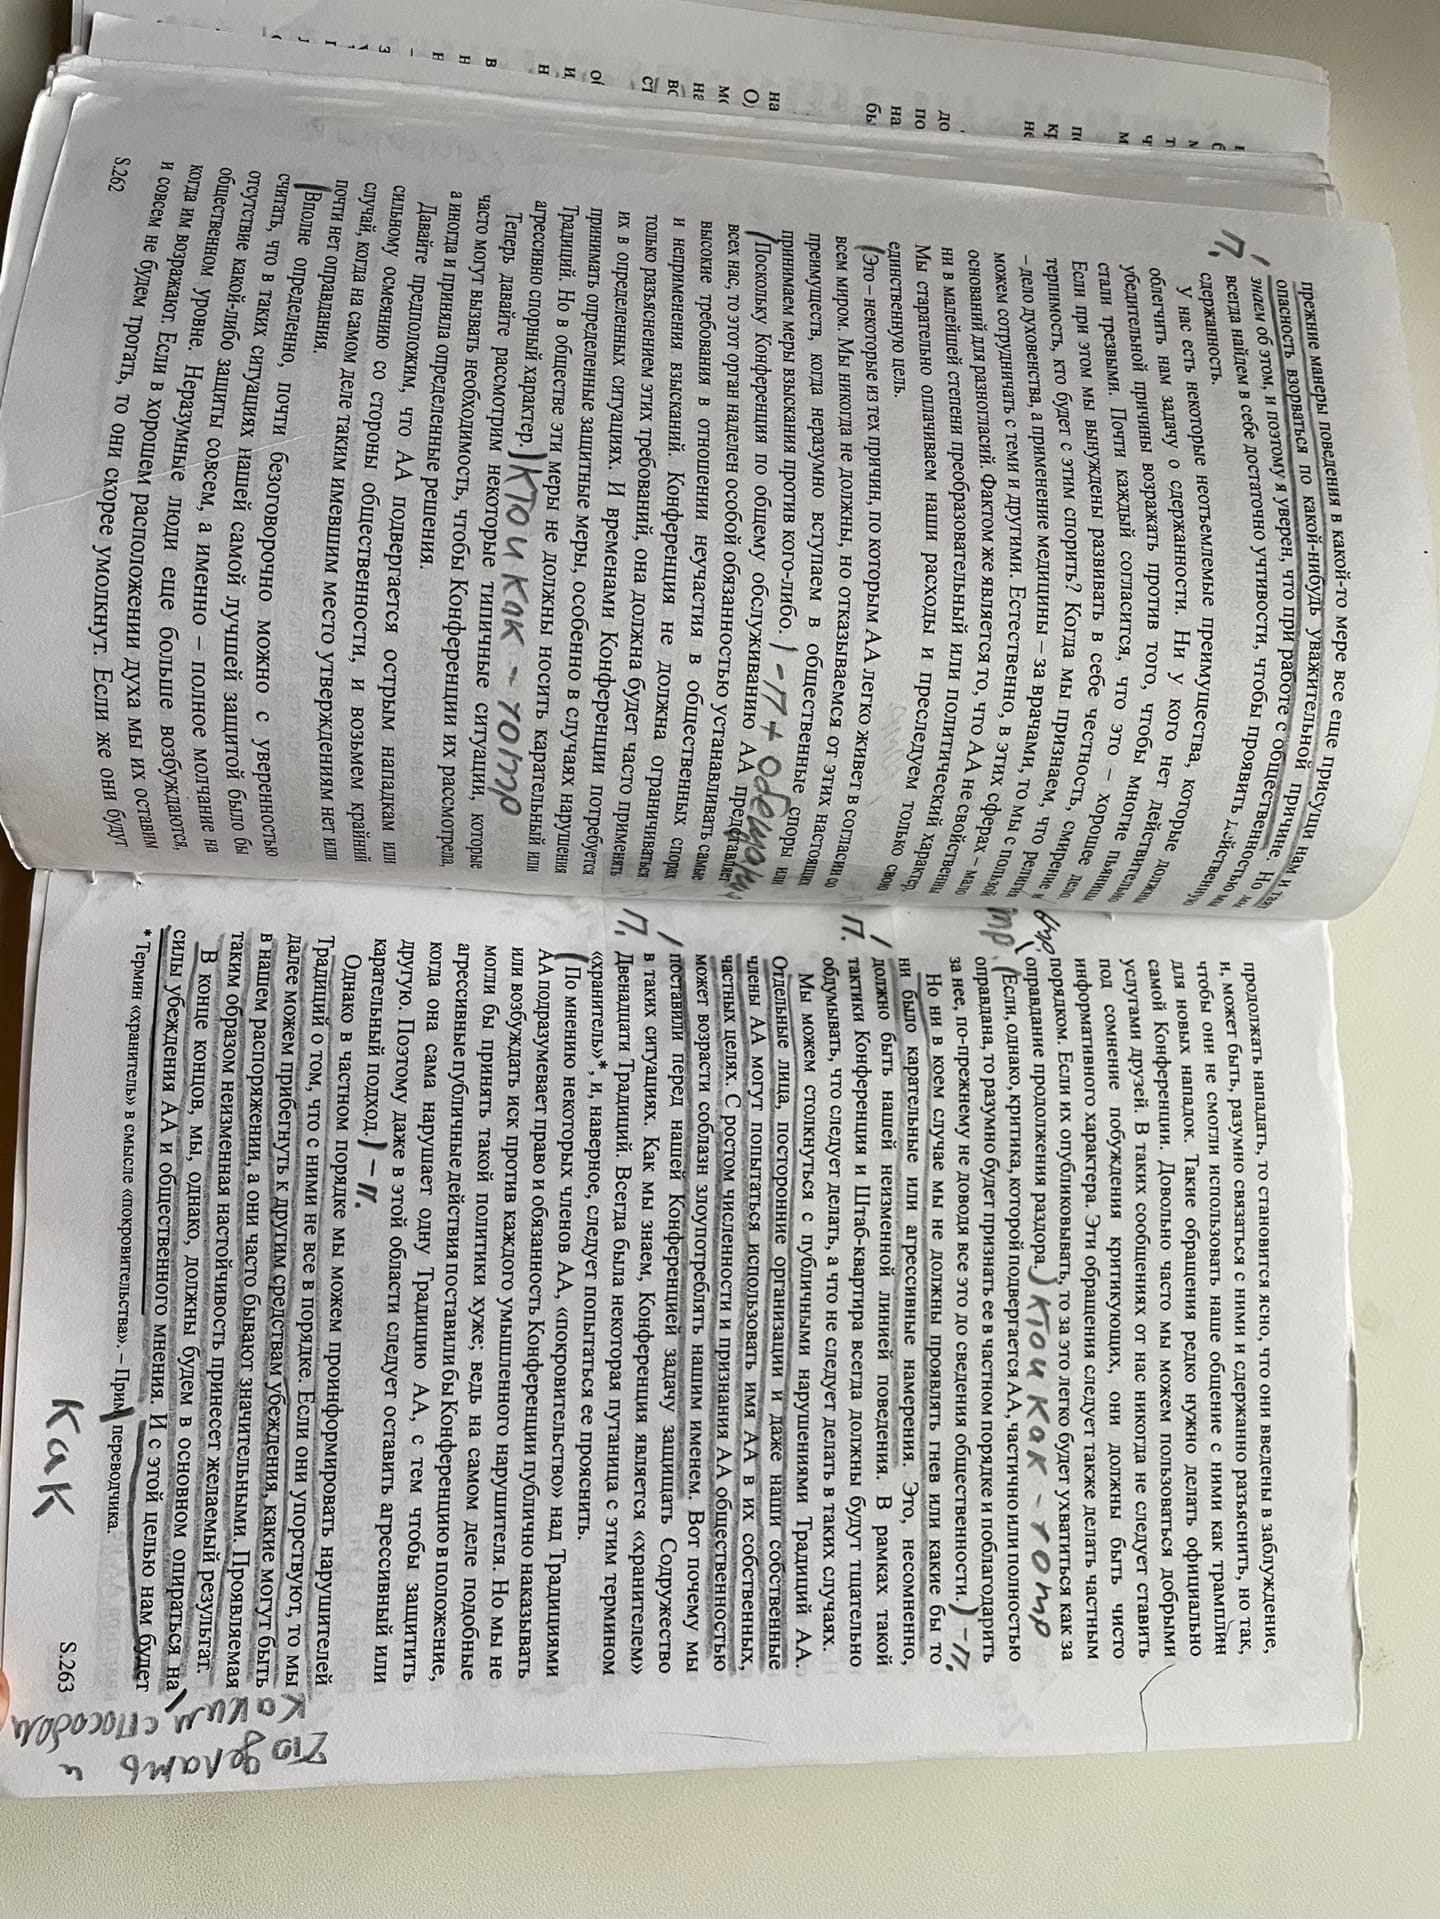 прежние манеры поведения в какой-то мере все еще присущи нам и таят
опасность взорваться по какой-нибудь уважительной причине. Но мы
знаем об этом, и поэтому я уверен, что при работе с общественностью мы
П. всегда найдем в себе достаточно учтивости, чтобы проявить действенную
сдержанность.
У нас есть некоторые неотъемлемые преимущества, которые должны
облегчить нам задачу о сдержанности. Ни у кого нет действительно
убедительной причины возражать против того, чтобы многие пьяницы
стали трезвыми. Почти каждый согласится, что это – хорошее дело.
Если при этом мы вынуждены развивать в себе честность, смирение и
терпимость, кто будет с этим спорить? Когда мы признаем, что религия
– дело духовенства, а применение медицины – за врачами, то мы с пользой
можем сотрудничать с теми и другими. Естественно, в этих сферах – мало
оснований для разногласий. Фактом же является то, что АА не свойственны
ни в малейшей степени преобразовательный или политический характер.
Мы старательно оплачиваем наши расходы и преследуем только свою
единственную цель.
(Это – некоторые из тех причин, по которым АА легко живет в согласии со
всем миром. Мы никогда не должны, но отказываемся от этих настоящих
преимуществ, когда неразумно вступаем в общественные споры или
принимаем меры взыскания против кого-либо. ) – П + обещать
(Поскольку Конференция по общему обслуживанию АА представляет
всех нас, то этот орган наделен особой обязанностью устанавливать самые
высокие требования в отношении неучастия в общественных спорах
и неприменения взысканий. Конференция не должна ограничиваться
только разъяснением этих требований, она должна будет часто применять
их в определенных ситуациях. И временами Конференции потребуется
принимать определенные защитные меры, особенно в случаях нарушения
Традиций. Но в обществе эти меры не должны носить карательный или
агрессивно спорный характер. ) Кто и как – готр
Теперь давайте рассмотрим некоторые типичные ситуации, которые
часто могут вызвать необходимость, чтобы Конференции их рассмотрела,
а иногда и приняла определенные решения.
Давайте предположим, что АА подвергается острым нападкам или
сильному осмеянию со стороны общественности, и возьмем крайний
случай, когда на самом деле таким имевшим место утверждениям нет или
почти нет оправдания.
(Вполне определенно, почти безоговорочно можно с уверенностью
считать, что в таких ситуациях нашей самой лучшей защитой было бы
отсутствие какой-либо защиты совсем, а именно – полное молчание на
общественном уровне. Неразумные люди еще больше возбуждаются,
когда им возражают. Если в хорошем расположении духа мы их оставим
и совсем не будем трогать, то они скорее умолкнут. Если же они будут
S.262
продолжать нападать, то становится ясно, что они введены в заблуждение,
и, может быть, разумно связаться с ними и сдержанно разъяснить, но так,
чтобы они не смогли использовать наше общение с ними как трамплин
для новых нападок. Такие обращения редко нужно делать официально
самой Конференции. Довольно часто мы можем пользоваться добрыми
услугами друзей. В таких сообщениях от нас никогда не следует ставить
под сомнение побуждения критикующих, они должны быть чисто
информативного характера. Эти обращения следует также делать частным
порядком. Если их опубликовывать, то за это легко будет ухватиться как за
оправдание продолжения раздора. ) Кто и как – готр
(Если, однако, критика, которой подвергается АА, частично или полностью
оправдана, то разумно будет признать ее в частном порядке и поблагодарить
за нее, по-прежнему не доводя все это до сведения общественности. ) – П.
Но ни в коем случае мы не должны проявлять гнев или какие бы то
ни было карательные или агрессивные намерения. Это, несомненно,
должно быть нашей неизменной линией поведения. В рамках такой
П. тактики Конференция и Штаб-квартира всегда должны будут тщательно
обдумывать, что следует делать, а что не следует делать в таких случаях.
Мы можем столкнуться с публичными нарушениями Традиций АА.
Отдельные лица, посторонние организации и даже наши собственные
члены АА могут попытаться использовать имя АА в их собственных,
частных целях. С ростом численности и признания АА общественностью
может возрасти соблазн злоупотреблять нашим именем. Вот почему мы
поставили перед нашей Конференцией задачу защищать Содружество
в таких ситуациях. Как мы знаем, Конференция является «хранителем»
П. Двенадцати Традиций. Всегда была некоторая путаница с этим термином
«хранитель»*, и, наверное, следует попытаться ее прояснить.
(По мнению некоторых членов АА, «покровительство» над Традициями
АА подразумевает право и обязанность Конференции публично наказывать
или возбуждать иск против каждого умышленного нарушителя. Но мы не
могли бы принять такой политики хуже; ведь на самом деле подобные
агрессивные публичные действия поставили бы Конференцию в положение,
когда она сама нарушает одну Традицию АА, с тем чтобы защитить
другую. Поэтому даже в этой области следует оставить агрессивный или
карательный подход. ) – П.
Однако в частном порядке мы можем проинформировать нарушителей
Традиций о том, что с ними не все в порядке. Если они упорствуют, то мы
далее можем прибегнуть к другим средствам убеждения, какие могут быть
в нашем распоряжении, а они часто бывают значительными. Проявляемая
таким образом неизменная настойчивость принесет желаемый результат.
В конце концов, мы, однако, должны будем в основном опираться на
силы убеждения АА и общественного мнения. И с этой целью нам будет
* Термин «хранитель» в смысле «покровительства». – Прим. переводчика.
Как
S.263
Что делать и
каким способом